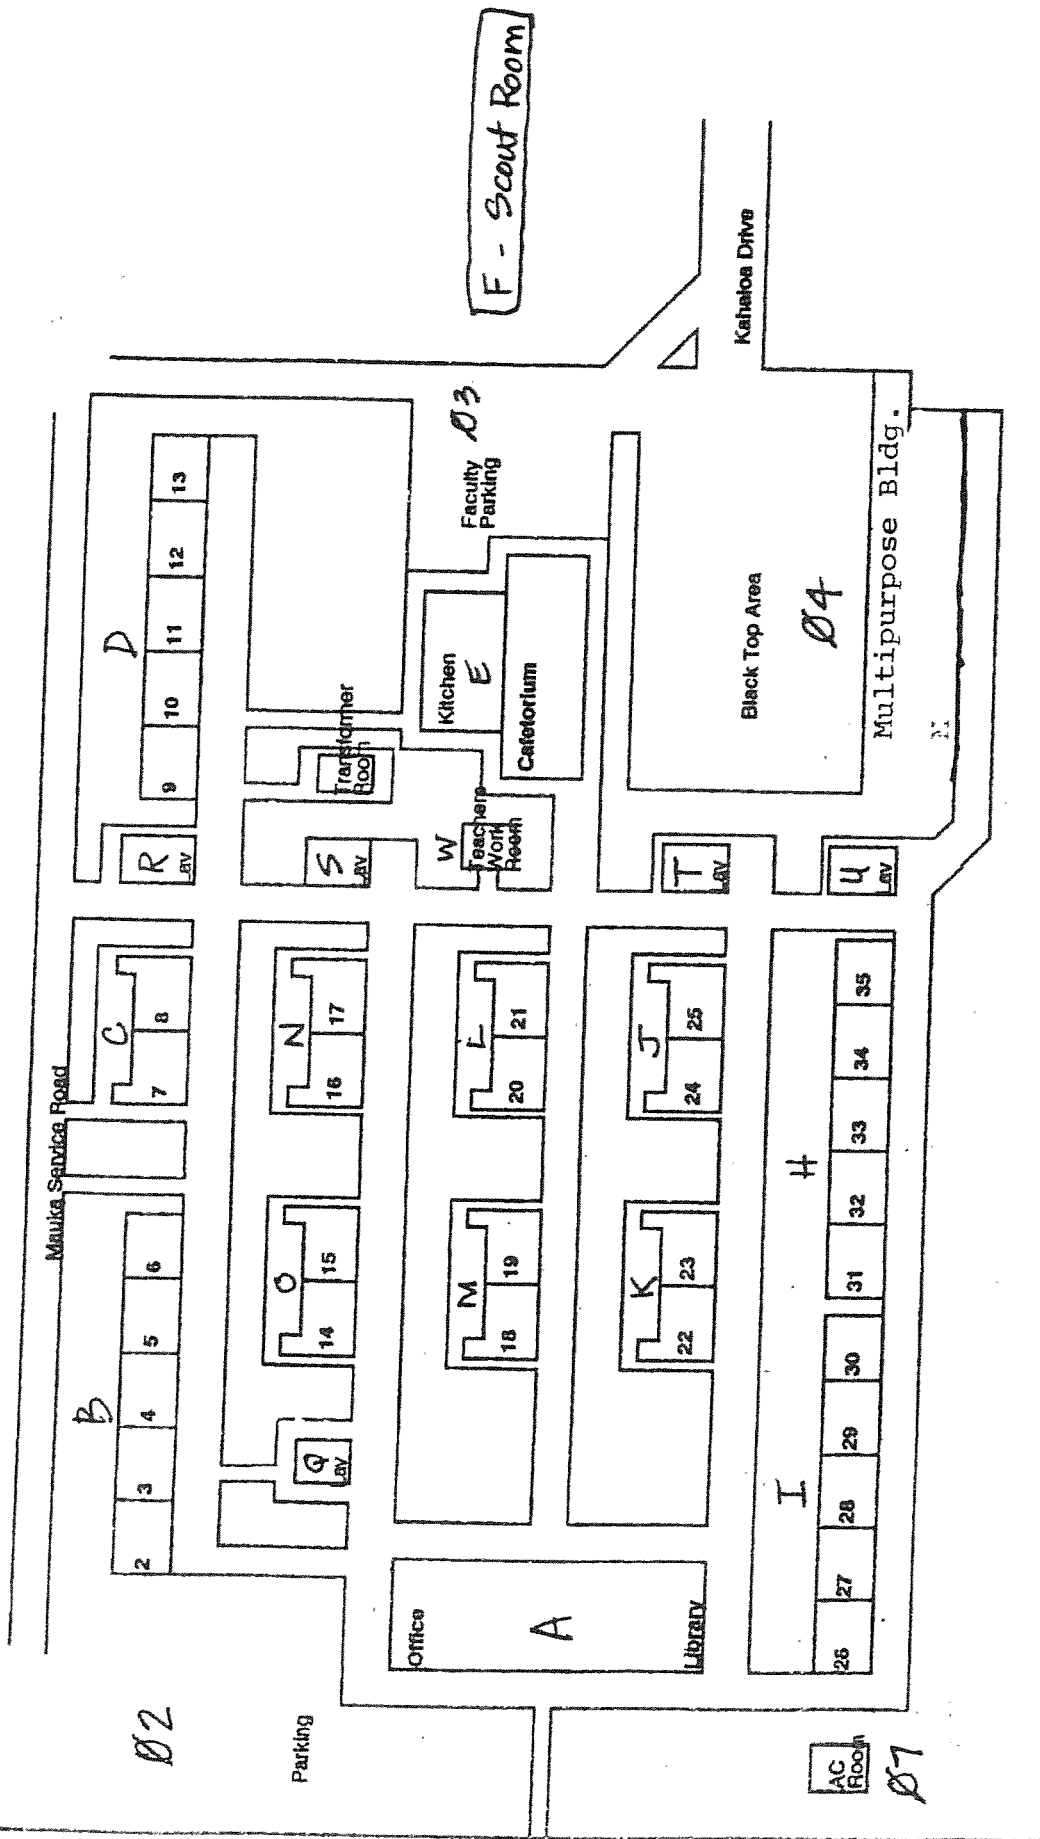 F - Scout Room
Mauka Service Road
Kahaloa Drive
B
2
3
4
5
6
C
7
8
R
Lav
D
9
10
11
12
13
Q
Lav
O
14
15
N
16
17
S
Lav
Transformer
Room
Faculty
Parking
Ø3
Office
A
Library
M
18
19
L
20
21
W
Teachers
Work
Room
Kitchen
E
Cafetorium
K
22
23
J
24
25
T
Lav
Black Top Area
Ø4
I
26
27
28
29
30
H
31
32
33
34
35
U
Lav
Multipurpose Bldg.
N
Ø2
Parking
AC
Room
Ø1